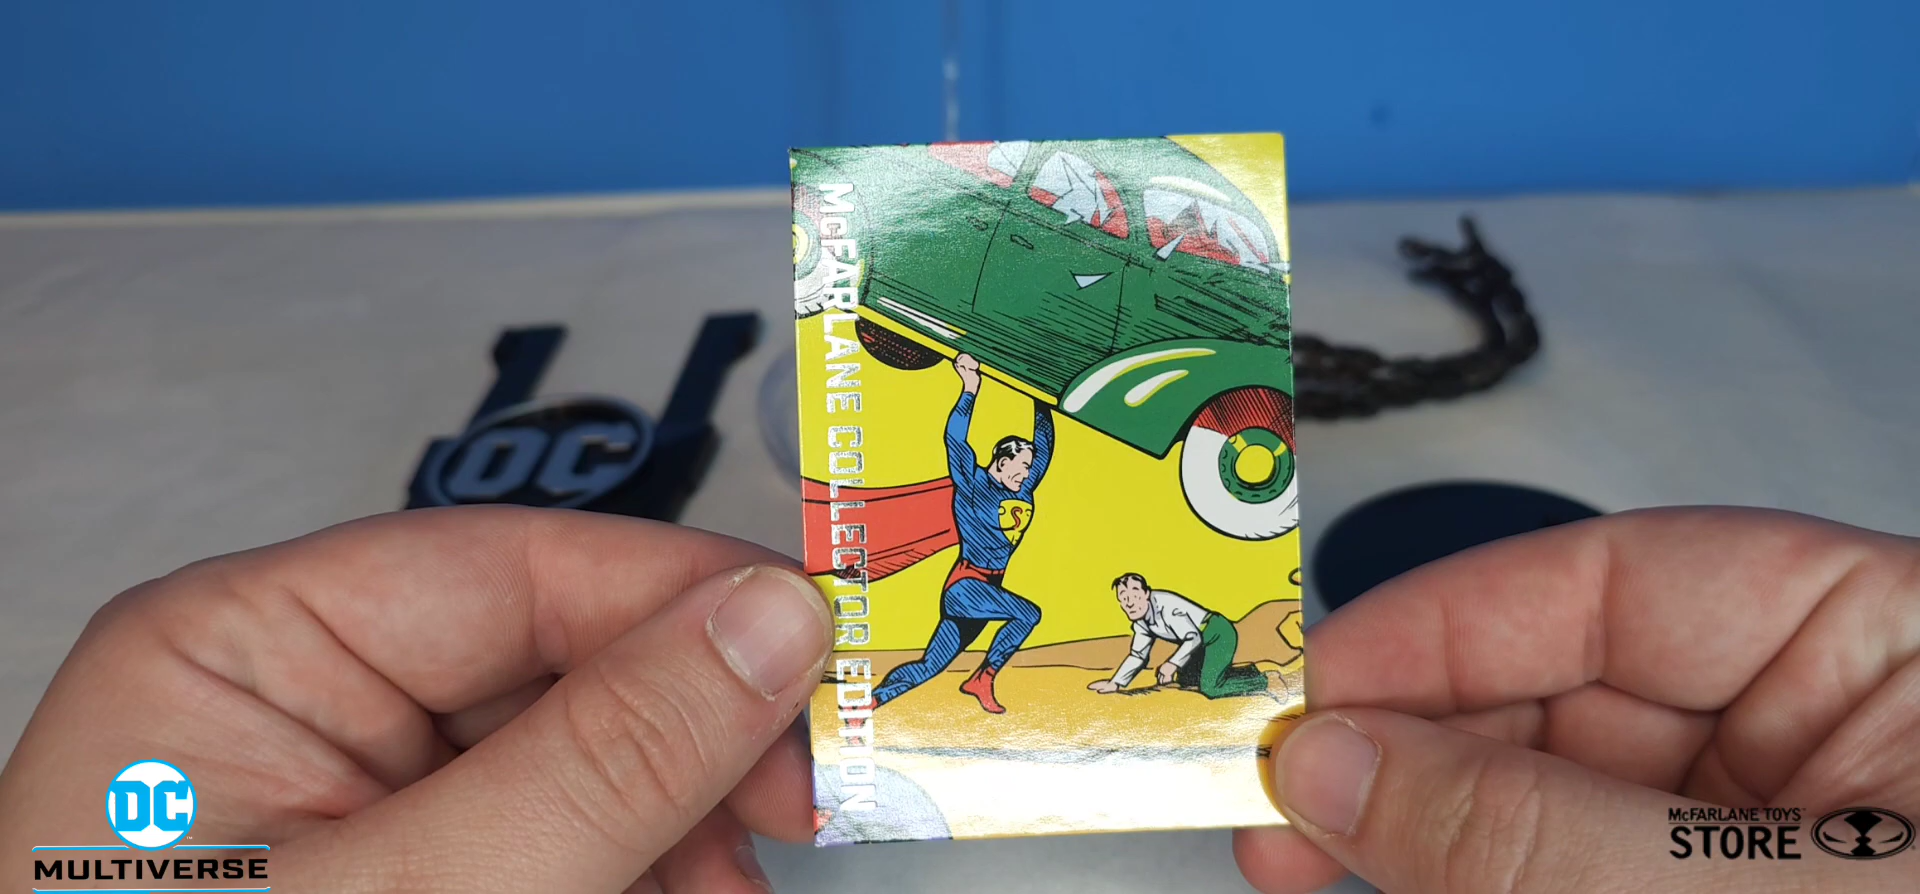 McFARLANE COLLECTOR EDITION
S
DC
DC
MULTIVERSE
McFARLANE TOYS
STORE